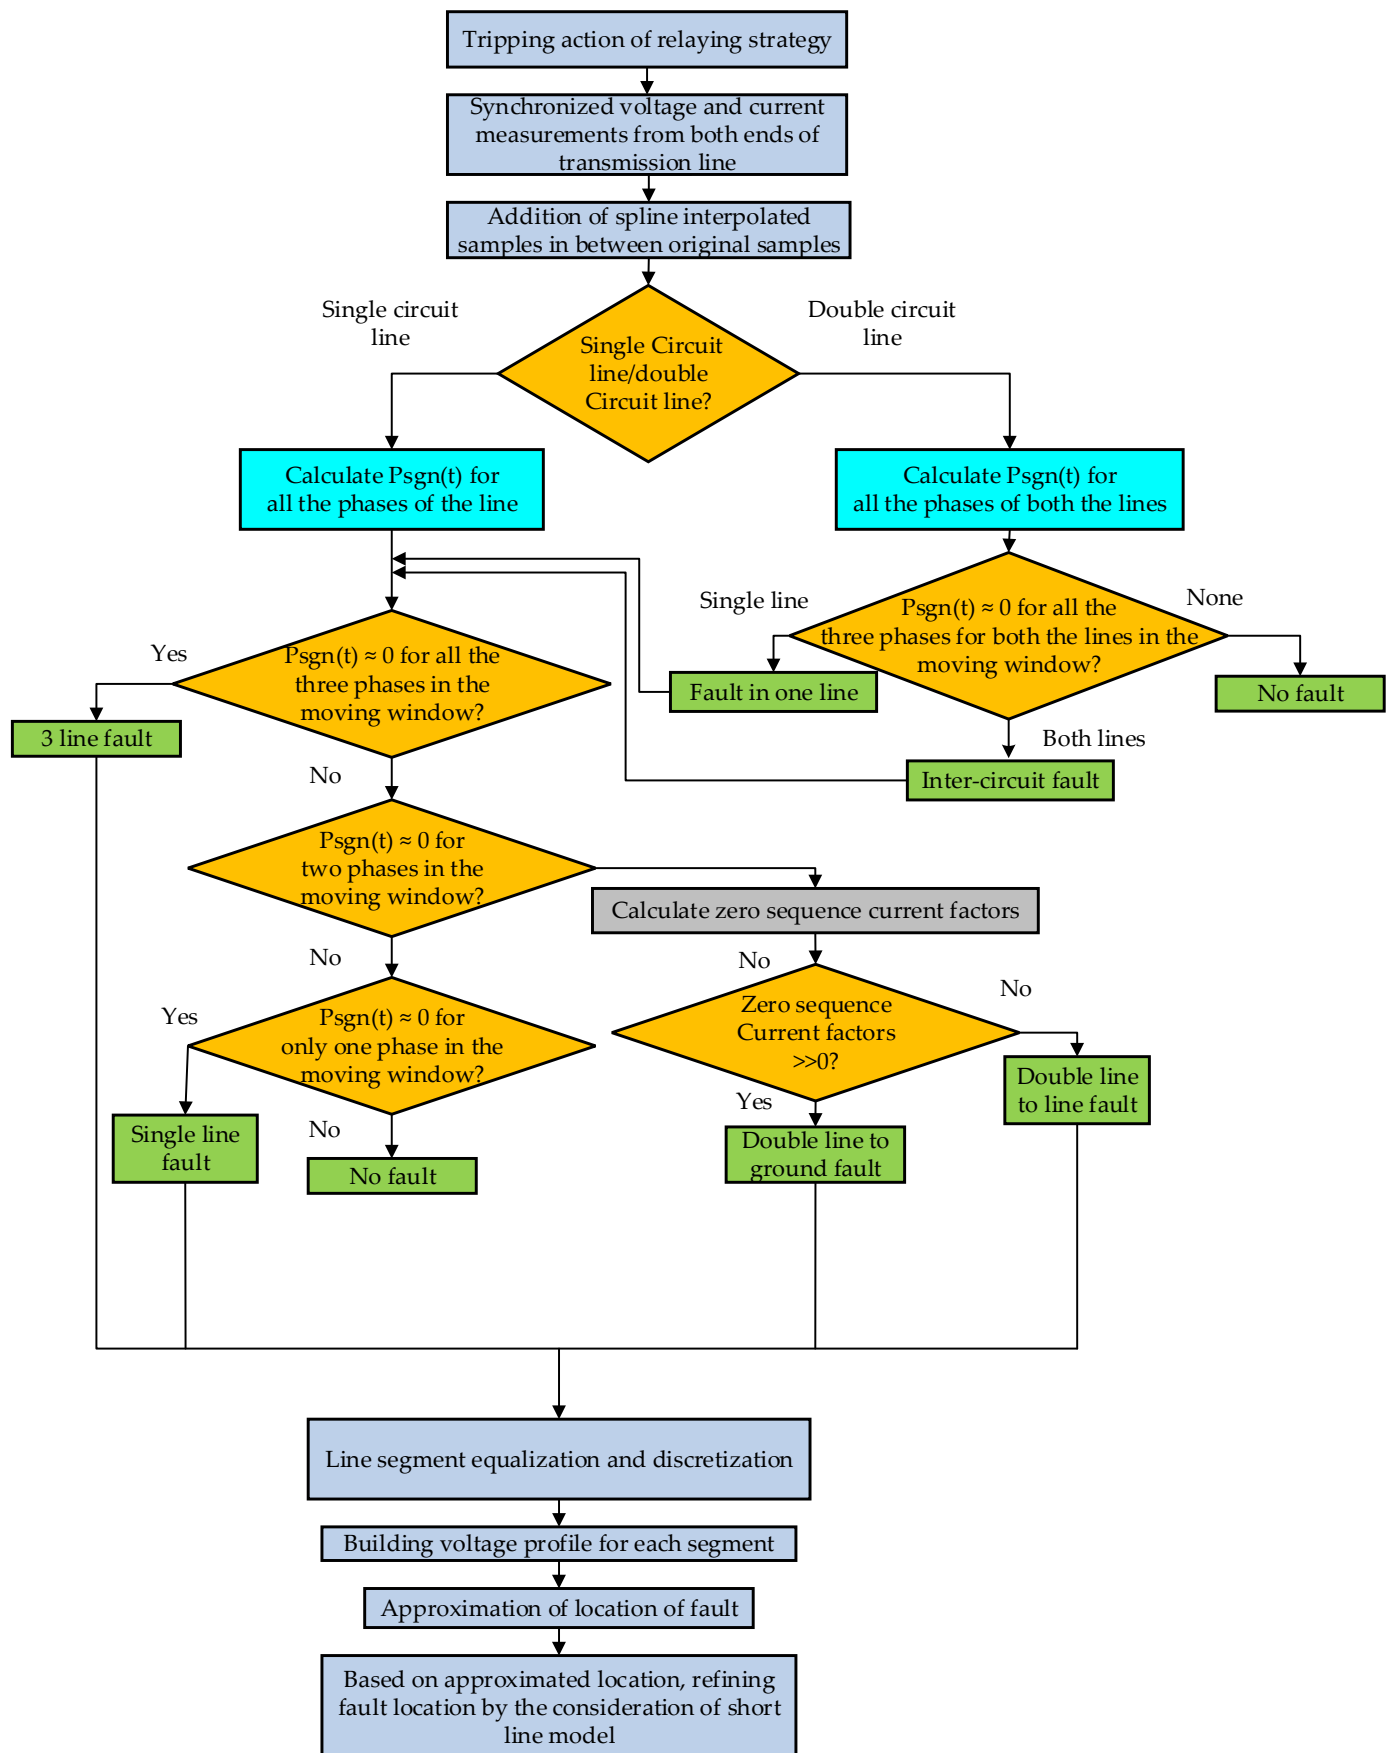 Tripping action of relaying strategy
Synchronized voltage and current
measurements from both ends of
transmission line
Addition of spline interpolated
samples in between original samples
Single circuit
line
Double circuit
line
Single Circuit
line/double
Circuit line?
Calculate Psgn(t) for
all the phases of the line
Calculate Psgn(t) for
all the phases of both the lines
Single line
None
Psgn(t) ≈ 0 for all the
three phases for both the lines in the
moving window?
Yes
Psgn(t) ≈ 0 for all the
three phases in the
moving window?
Fault in one line
No fault
3 line fault
Both lines
No
Inter-circuit fault
Psgn(t) ≈ 0 for
two phases in the
moving window?
Calculate zero sequence current factors
No
No
No
Yes
Psgn(t) ≈ 0 for
only one phase in the
moving window?
Zero sequence
Current factors
>>0?
Double line
to line fault
Yes
Single line
fault
No
No fault
Double line to
ground fault
Line segment equalization and discretization
Building voltage profile for each segment
Approximation of location of fault
Based on approximated location, refining
fault location by the consideration of short
line model